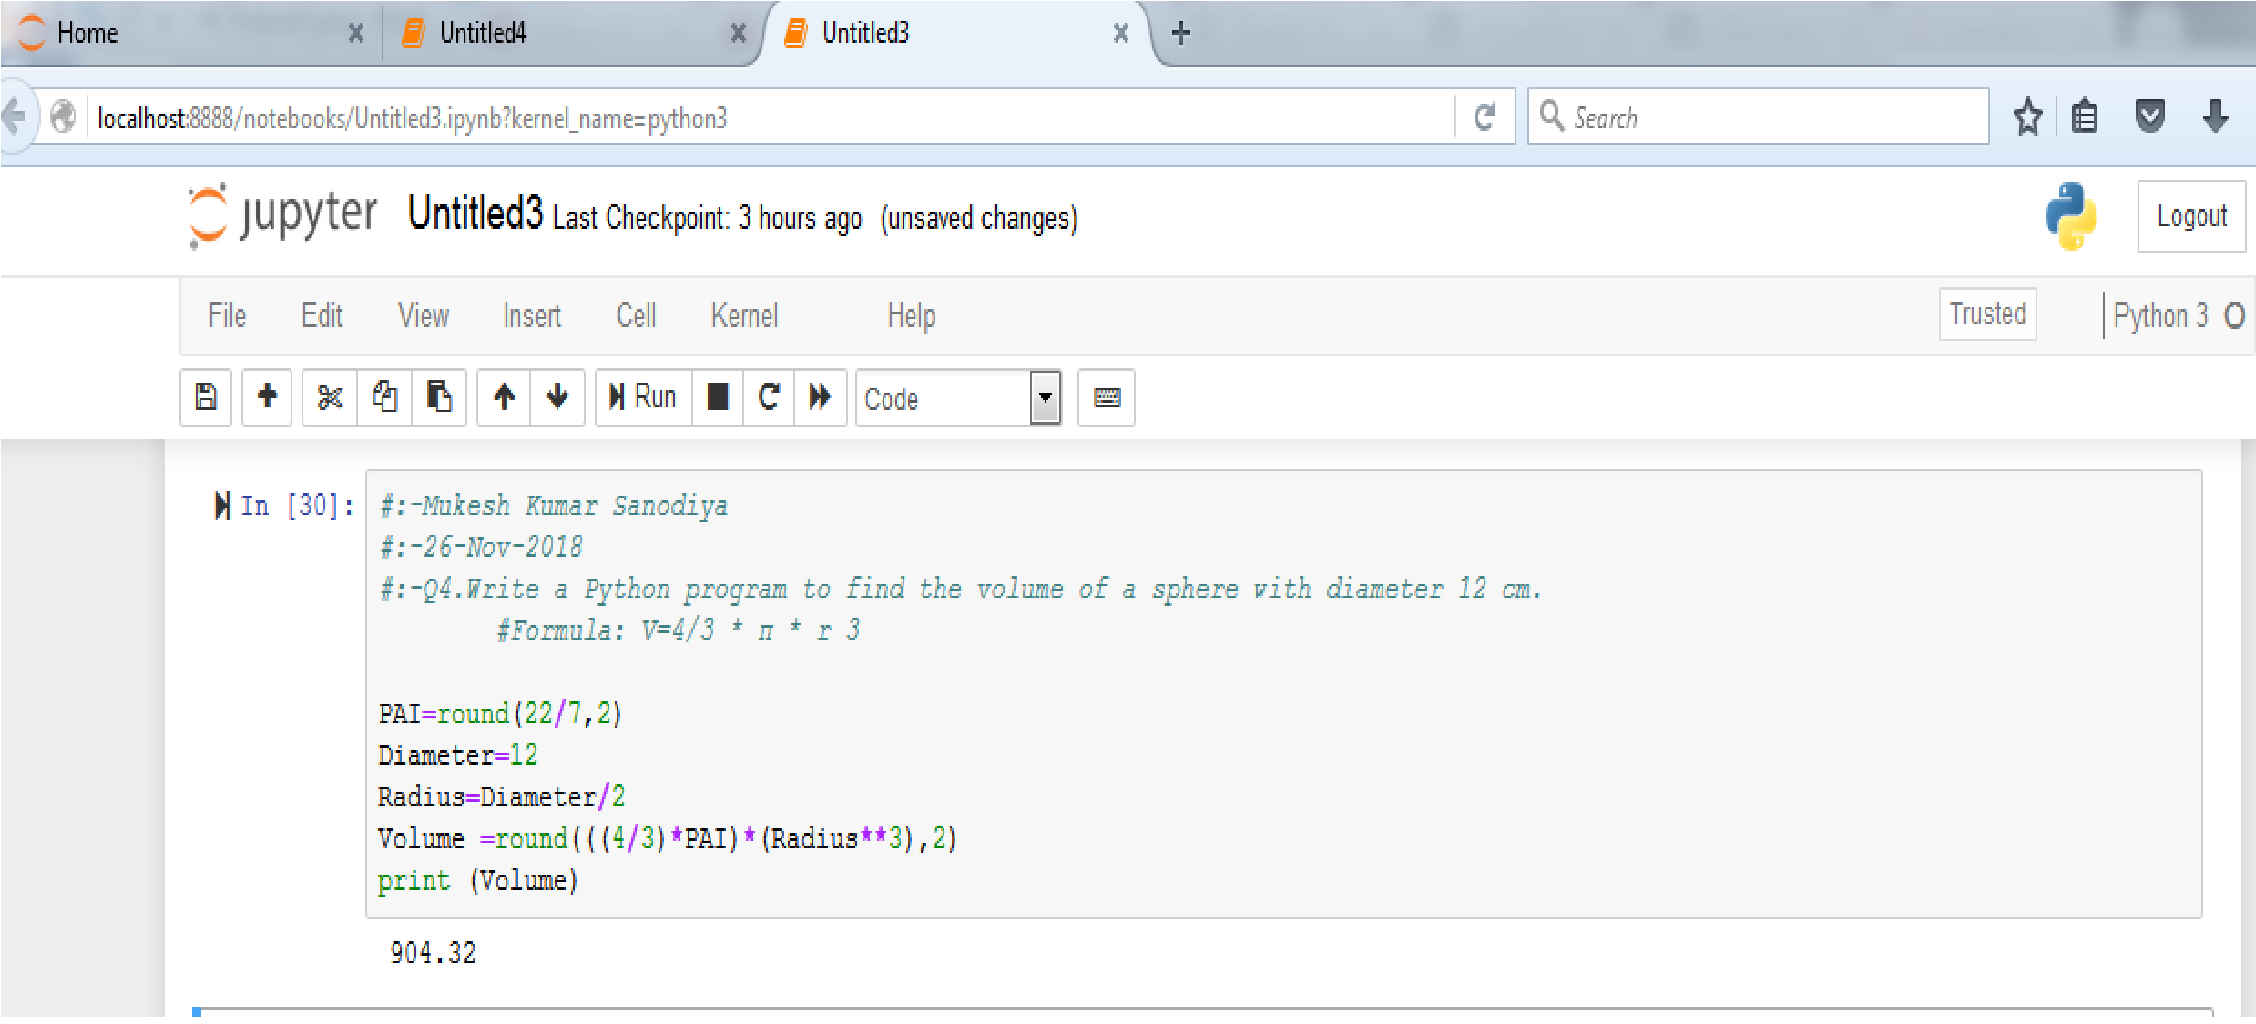 Home
Untitled4
Untitled3
localhost:8888/notebooks/Untitled3.ipynb?kernel_name=python3
Search
jupyter Untitled3 Last Checkpoint: 3 hours ago (unsaved changes)
Logout
File Edit View Insert Cell Kernel Help
Trusted
Python 3
Run
Code
In [30]:
#:-Mukesh Kumar Sanodiya
#:-26-Nov-2018
#:-Q4.Write a Python program to find the volume of a sphere with diameter 12 cm.
#Formula: V=4/3 * π * r 3
PAI=round(22/7,2)
Diameter=12
Radius=Diameter/2
Volume =round(((4/3)*PAI)*(Radius**3),2)
print (Volume)
904.32